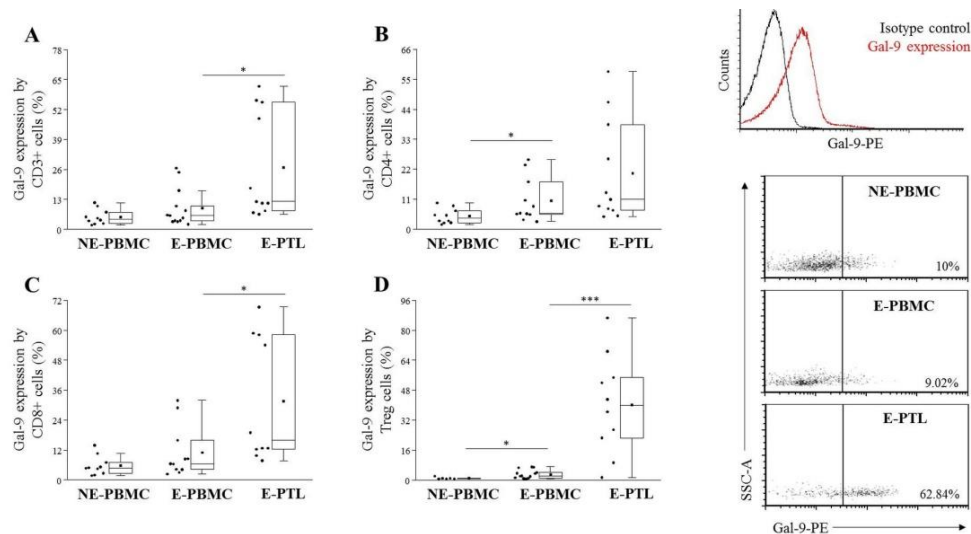 A
Gal-9 expression by
CD3+ cells (%)
78
65
52
39
26
13
0
*
NE-PBMC E-PBMC E-PTL
B
Gal-9 expression by
CD4+ cells (%)
66
55
44
33
22
11
0
*
NE-PBMC E-PBMC E-PTL
C
Gal-9 expression by
CD8+ cells (%)
72
60
48
36
24
12
0
*
NE-PBMC E-PBMC E-PTL
D
Gal-9 expression by
Treg cells (%)
96
80
64
48
32
16
0
*
***
NE-PBMC E-PBMC E-PTL
Isotype control
Gal-9 expression
Counts
Gal-9-PE
NE-PBMC
10%
E-PBMC
9.02%
E-PTL
62.84%
SSC-A
Gal-9-PE